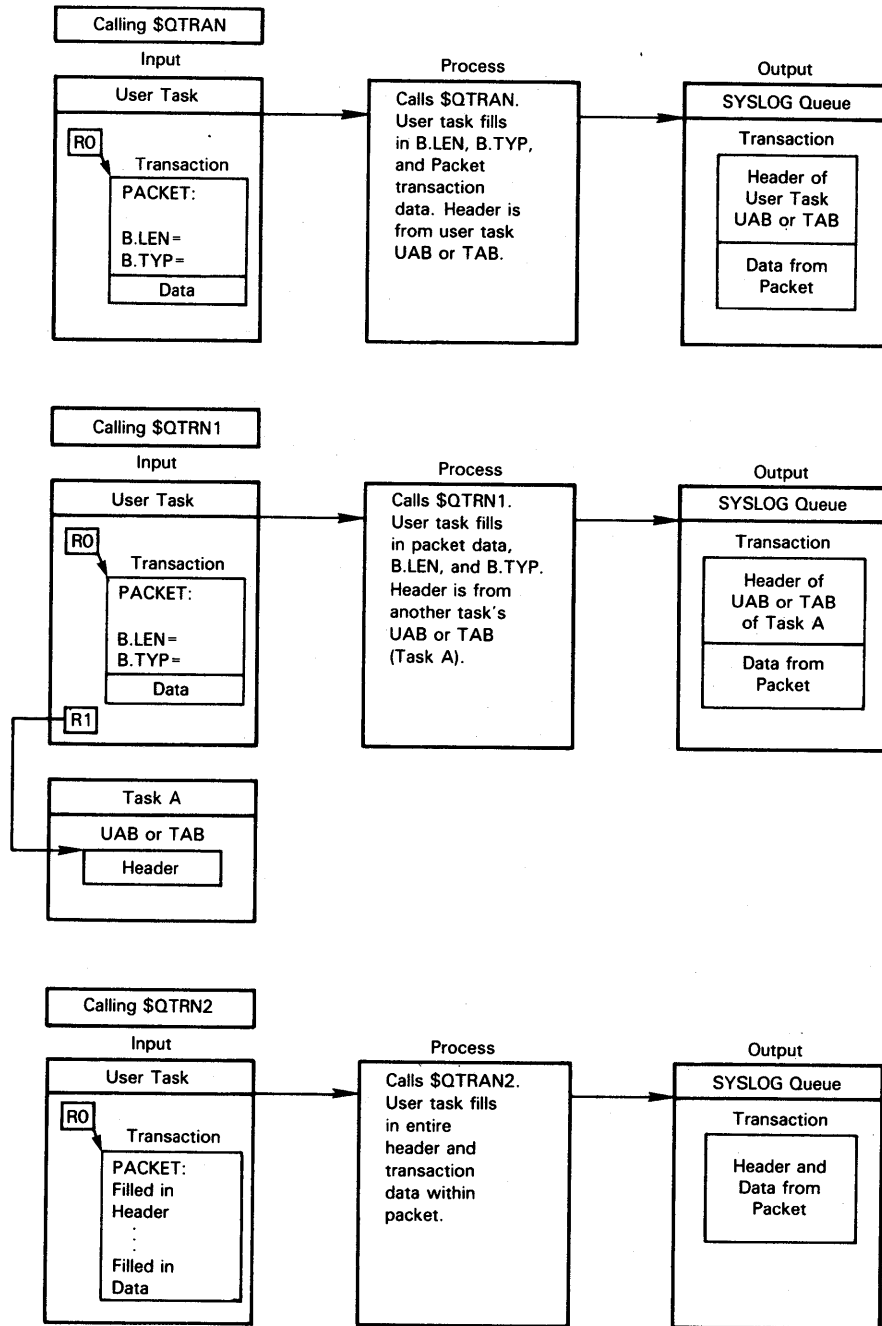 Calling $QTRAN
Input
User Task
R0
Transaction
PACKET:
B.LEN=
B.TYP=
Data
Process
Calls $QTRAN.
User task fills
in B.LEN, B.TYP,
and Packet
transaction
data. Header is
from user task
UAB or TAB.
Output
SYSLOG Queue
Transaction
Header of
User Task
UAB or TAB
Data from
Packet
Calling $QTRN1
Input
User Task
R0
Transaction
PACKET:
B.LEN=
B.TYP=
Data
R1
Task A
UAB or TAB
Header
Process
Calls $QTRN1.
User task fills
in packet data,
B.LEN, and B.TYP.
Header is from
another task's
UAB or TAB
(Task A).
Output
SYSLOG Queue
Transaction
Header of
UAB or TAB
of Task A
Data from
Packet
Calling $QTRN2
Input
User Task
R0
Transaction
PACKET:
Filled in
Header
Filled in
Data
Process
Calls $QTRAN2.
User task fills
in entire
header and
transaction
data within
packet.
Output
SYSLOG Queue
Transaction
Header and
Data from
Packet